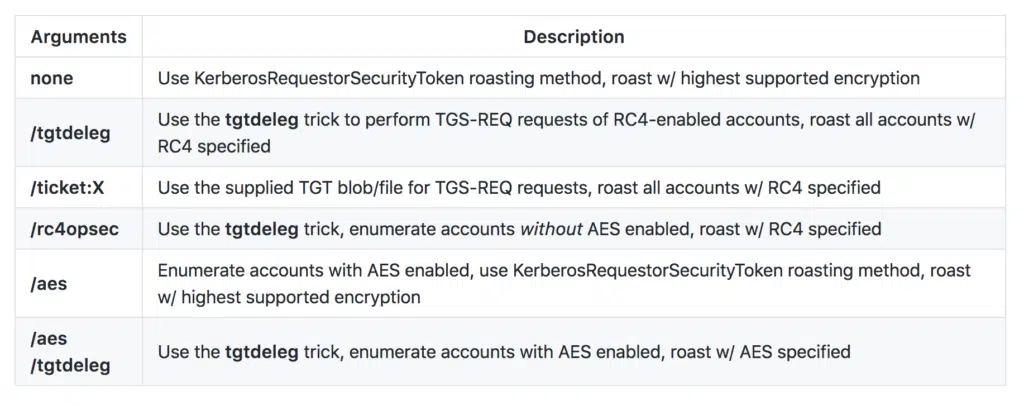 Arguments Description
none Use KerberosRequestorSecurityToken roasting method, roast w/ highest supported encryption
/tgtdeleg Use the tgtdeleg trick to perform TGS-REQ requests of RC4-enabled accounts, roast all accounts w/
RC4 specified
/ticket:X Use the supplied TGT blob/file for TGS-REQ requests, roast all accounts w/ RC4 specified
/rc4opsec Use the tgtdeleg trick, enumerate accounts without AES enabled, roast w/ RC4 specified
/aes Enumerate accounts with AES enabled, use KerberosRequestorSecurityToken roasting method, roast
w/ highest supported encryption
/aes
/tgtdeleg Use the tgtdeleg trick, enumerate accounts with AES enabled, roast w/ AES specified